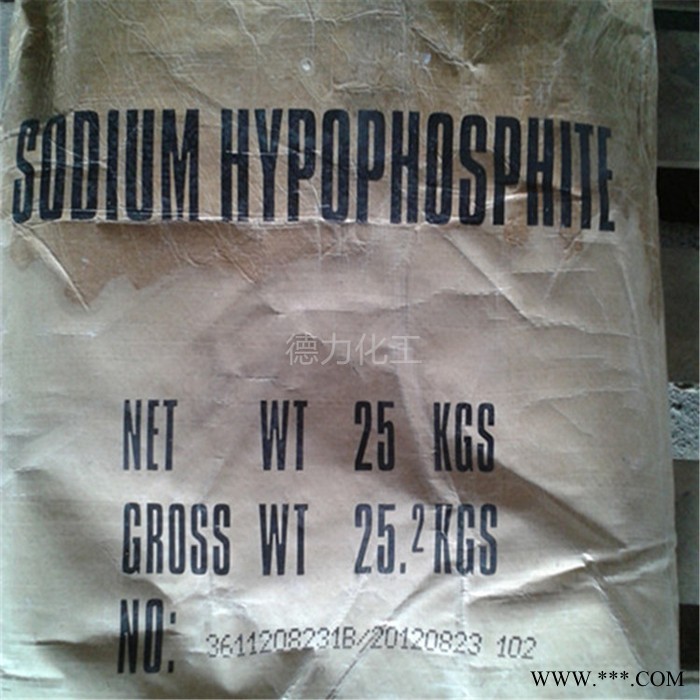 SODIUM HYPOPHOSPHITE
德力化工
NET WT 25 KGS
GROSS WT 25.2 KGS
NO: 3611208231B/20120823 102
WWW.***.COM